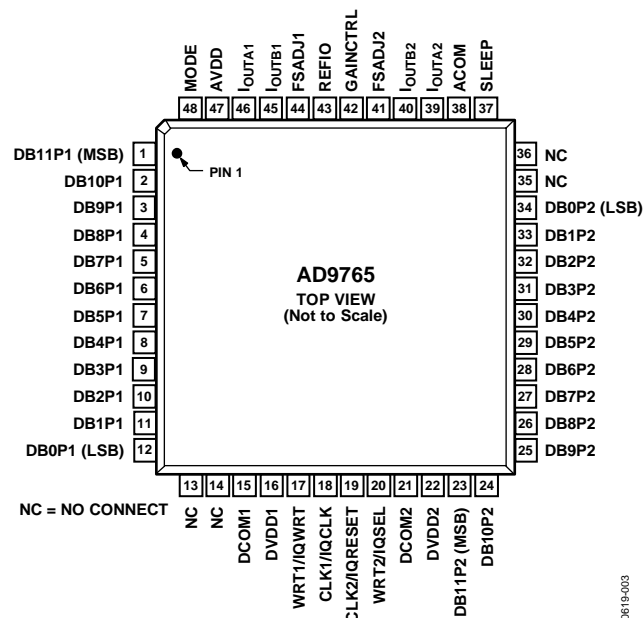 MODE
AVDD
IOUTA1
IOUTB1
FSADJ1
REFIO
GAINCTRL
FSADJ2
IOUTB2
IOUTA2
ACOM
SLEEP
48 47 46 45 44 43 42 41 40 39 38 37
DB11P1 (MSB) 1
DB10P1 2
DB9P1 3
DB8P1 4
DB7P1 5
DB6P1 6
DB5P1 7
DB4P1 8
DB3P1 9
DB2P1 10
DB1P1 11
DB0P1 (LSB) 12
PIN 1
AD9765
TOP VIEW
(Not to Scale)
36 NC
35 NC
34 DB0P2 (LSB)
33 DB1P2
32 DB2P2
31 DB3P2
30 DB4P2
29 DB5P2
28 DB6P2
27 DB7P2
26 DB8P2
25 DB9P2
13 14 15 16 17 18 19 20 21 22 23 24
NC
NC
DCOM1
DVDD1
WRT1/IQWRT
CLK1/IQCLK
CLK2/IQRESET
WRT2/IQSEL
DCOM2
DVDD2
DB11P2 (MSB)
DB10P2
NC = NO CONNECT